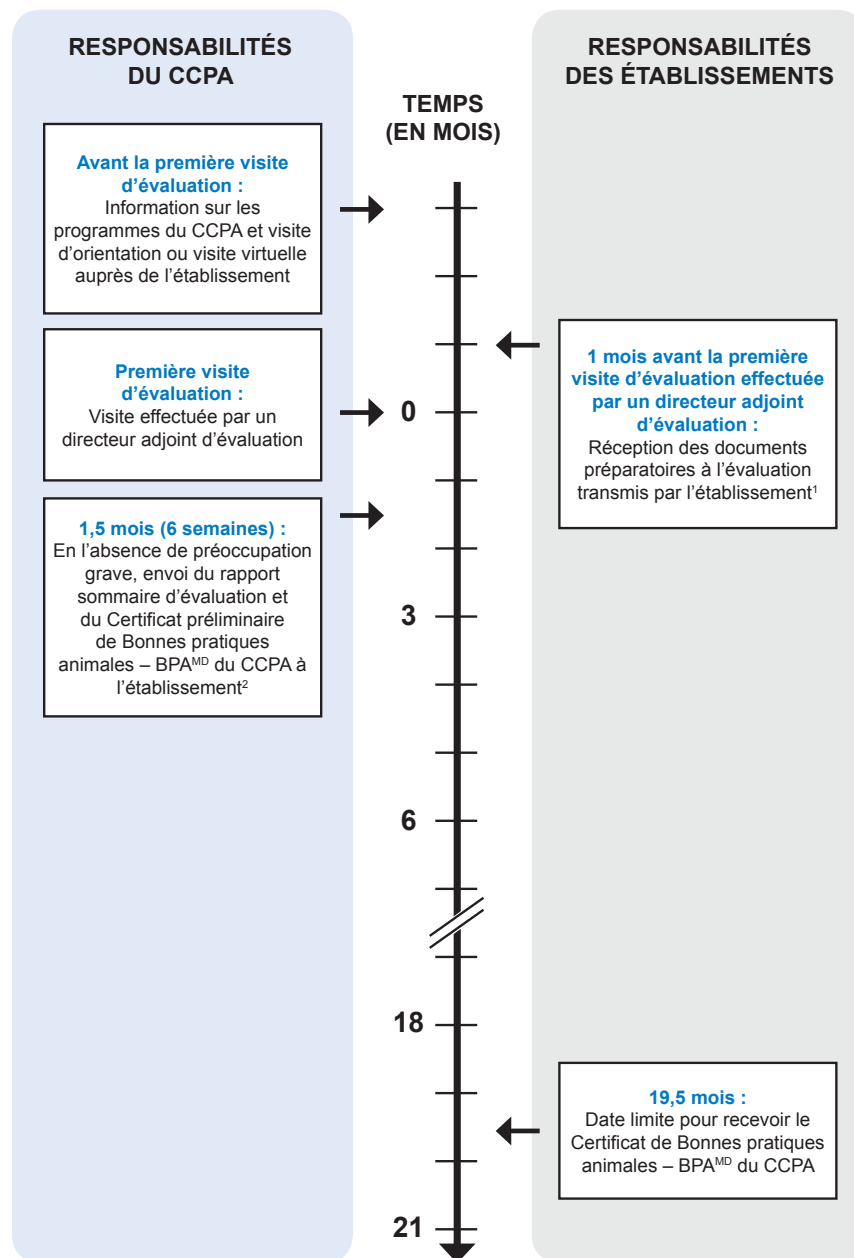 RESPONSABILITÉS
DU CCPA
Avant la première visite
d’évaluation :
Information sur les
programmes du CCPA et visite
d’orientation ou visite virtuelle
auprès de l’établissement
Première visite
d’évaluation :
Visite effectuée par un
directeur adjoint d’évaluation
1,5 mois (6 semaines) :
En l’absence de préoccupation
grave, envoi du rapport
sommaire d’évaluation et
du Certificat préliminaire
de Bonnes pratiques
animales – BPAᴹᴰ du CCPA à
l’établissement²
TEMPS
(EN MOIS)
0
3
6
18
21
RESPONSABILITÉS
DES ÉTABLISSEMENTS
1 mois avant la première
visite d’évaluation effectuée
par un directeur adjoint
d’évaluation :
Réception des documents
préparatoires à l’évaluation
transmis par l’établissement¹
19,5 mois :
Date limite pour recevoir le
Certificat de Bonnes pratiques
animales – BPAᴹᴰ du CCPA